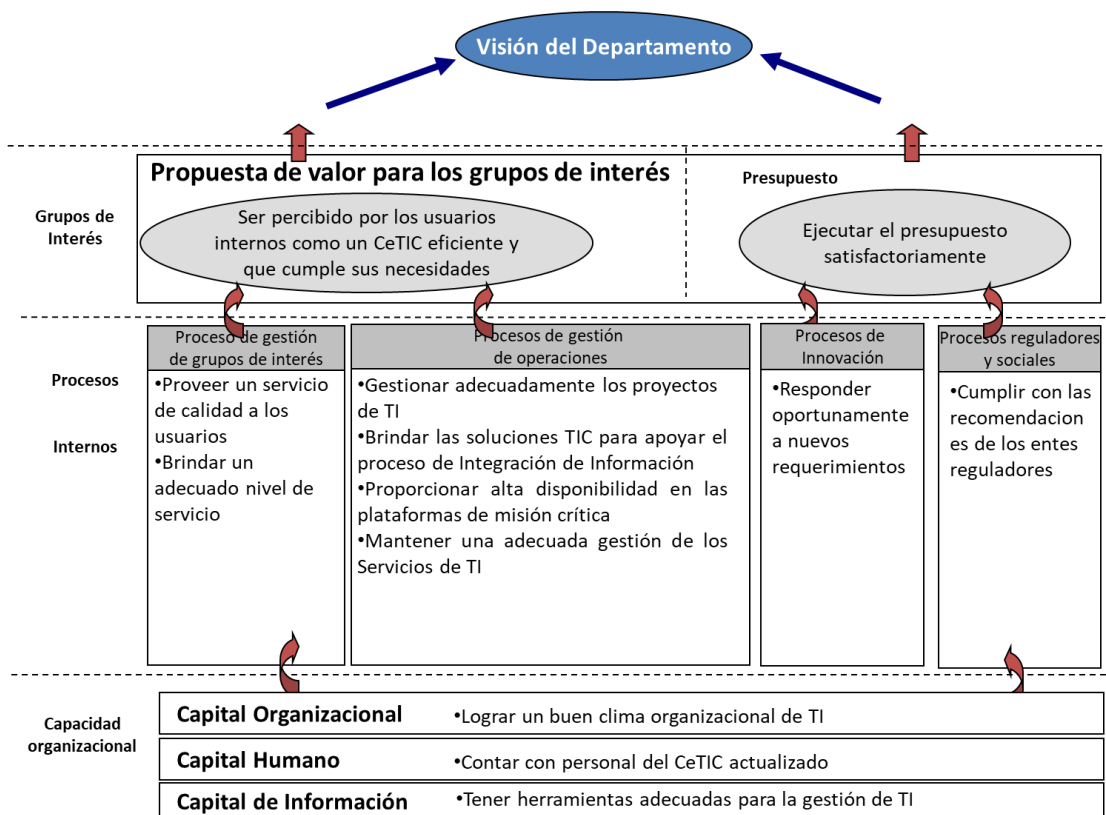 Visión del Departamento
Propuesta de valor para los grupos de interés
Presupuesto
Grupos de
Interés
Ser percibido por los usuarios
internos como un CeTIC eficiente y
que cumple sus necesidades
Ejecutar el presupuesto
satisfactoriamente
Procesos
Internos
Proceso de gestión
de grupos de interés
•Proveer un servicio
de calidad a los
usuarios
•Brindar un
adecuado nivel de
servicio
Procesos de gestión
de operaciones
•Gestionar adecuadamente los proyectos
de TI
•Brindar las soluciones TIC para apoyar el
proceso de Integración de Información
•Proporcionar alta disponibilidad en las
plataformas de misión crítica
•Mantener una adecuada gestión de los
Servicios de TI
Procesos de
Innovación
•Responder
oportunamente
a nuevos
requerimientos
Procesos reguladores
y sociales
•Cumplir con las
recomendacion
es de los entes
reguladores
Capacidad
organizacional
Capital Organizacional •Lograr un buen clima organizacional de TI
Capital Humano •Contar con personal del CeTIC actualizado
Capital de Información •Tener herramientas adecuadas para la gestión de TI